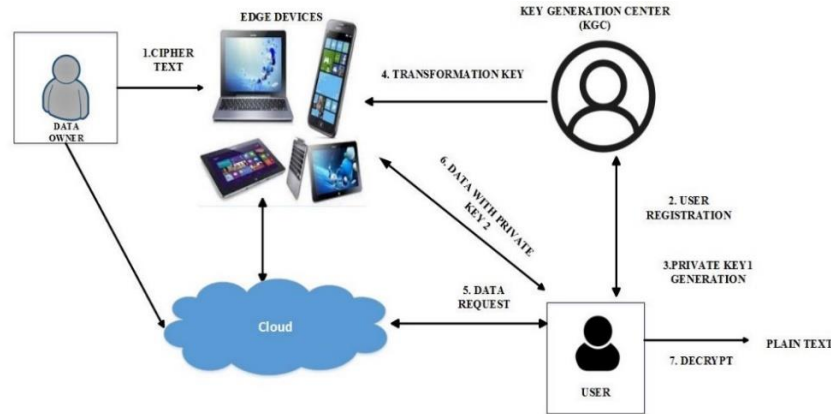 EDGE DEVICES
KEY GENERATION CENTER
(KGC)
1.CIPHER
TEXT
4. TRANSFORMATION KEY
DATA
OWNER
6. DATA WITH PRIVATE
KEY 2
2. USER
REGISTRATION
3.PRIVATE KEY1
GENERATION
5. DATA
REQUEST
Cloud
PLAIN TEXT
7. DECRYPT
USER